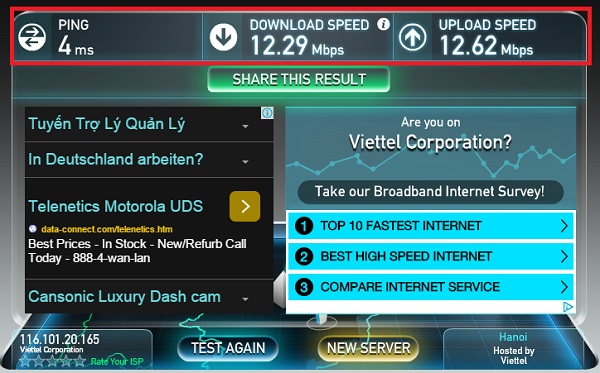 PING
4 ms
DOWNLOAD SPEED
12.29 Mbps
UPLOAD SPEED
12.62 Mbps
SHARE THIS RESULT
Tuyển Trợ Lý Quản Lý
In Deutschland arbeiten?
Telenetics Motorola UDS
data-connect.com/telenetics.htm
Best Prices - In Stock - New/Refurb Call
Today - 888-4-wan-lan
Cansonic Luxury Dash cam
Are you on
Viettel Corporation?
Take our Broadband Internet Survey!
1 TOP 10 FASTEST INTERNET
2 BEST HIGH SPEED INTERNET
3 COMPARE INTERNET SERVICE
116.101.20.165
Viettel Corporation
Rate Your ISP
TEST AGAIN
NEW SERVER
Hanoi
Hosted by
Viettel